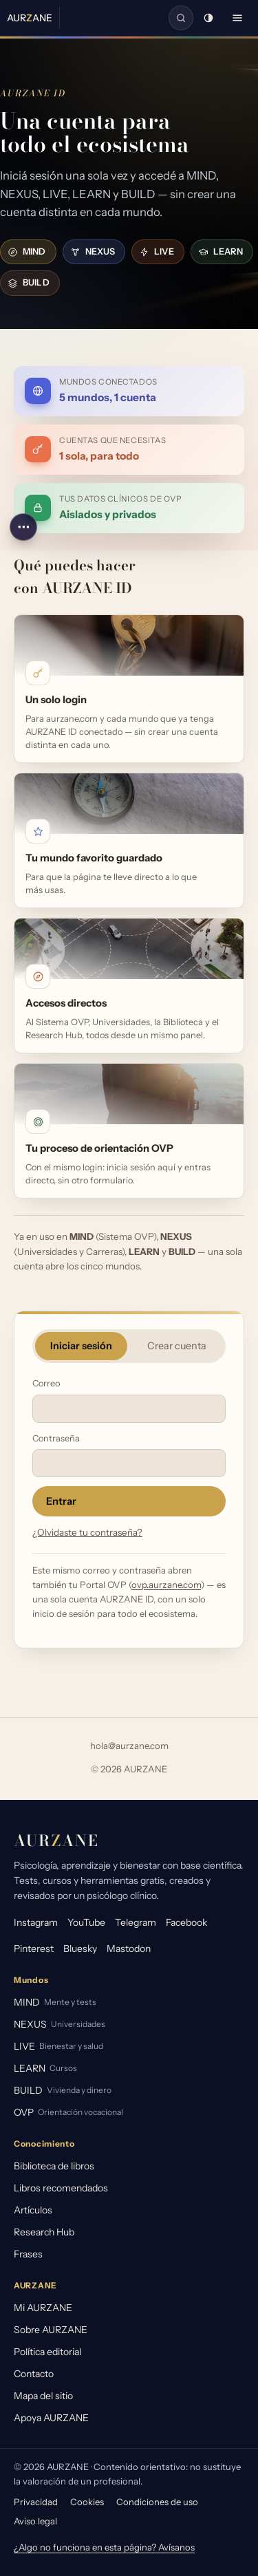 AURZANE
AURZANE ID
Una cuenta para
todo el ecosistema
Iniciá sesión una sola vez y accedé a MIND,
NEXUS, LIVE, LEARN y BUILD — sin crear una
cuenta distinta en cada mundo.
MIND NEXUS LIVE LEARN
BUILD
MUNDOS CONECTADOS
5 mundos, 1 cuenta
CUENTAS QUE NECESITÁS
1 sola, para todo
TUS DATOS CLÍNICOS DE OVP
Aislados y privados
Qué puedes hacer
con AURZANE ID
Un solo login
Para aurzane.com y cada mundo que ya tenga
AURZANE ID conectado — sin crear una cuenta
distinta en cada uno.
Tu mundo favorito guardado
Para que la página te lleve directo a lo que
más usas.
Accesos directos
Al Sistema OVP, Universidades, la Biblioteca y el
Research Hub, todos desde un mismo panel.
Tu proceso de orientación OVP
Con el mismo login: inicia sesión aquí y entras
directo, sin otro formulario.
Ya en uso en MIND (Sistema OVP), NEXUS
(Universidades y Carreras), LEARN y BUILD — una sola
cuenta abre los cinco mundos.
Iniciar sesión Crear cuenta
Correo
Contraseña
Entrar
¿Olvidaste tu contraseña?
Este mismo correo y contraseña abren
también tu Portal OVP (ovp.aurzane.com) — es
una sola cuenta AURZANE ID, con un solo
inicio de sesión para todo el ecosistema.
hola@aurzane.com
© 2026 AURZANE
AURZANE
Psicología, aprendizaje y bienestar con base científica.
Tests, cursos y herramientas gratis, creados y
revisados por un psicólogo clínico.
Instagram YouTube Telegram Facebook
Pinterest Bluesky Mastodon
Mundos
MIND Mente y tests
NEXUS Universidades
LIVE Bienestar y salud
LEARN Cursos
BUILD Vivienda y dinero
OVP Orientación vocacional
Conocimiento
Biblioteca de libros
Libros recomendados
Artículos
Research Hub
Frases
AURZANE
Mi AURZANE
Sobre AURZANE
Política editorial
Contacto
Mapa del sitio
Apoya AURZANE
© 2026 AURZANE · Contenido orientativo: no sustituye
la valoración de un profesional.
Privacidad Cookies Condiciones de uso
Aviso legal
¿Algo no funciona en esta página? Avísanos